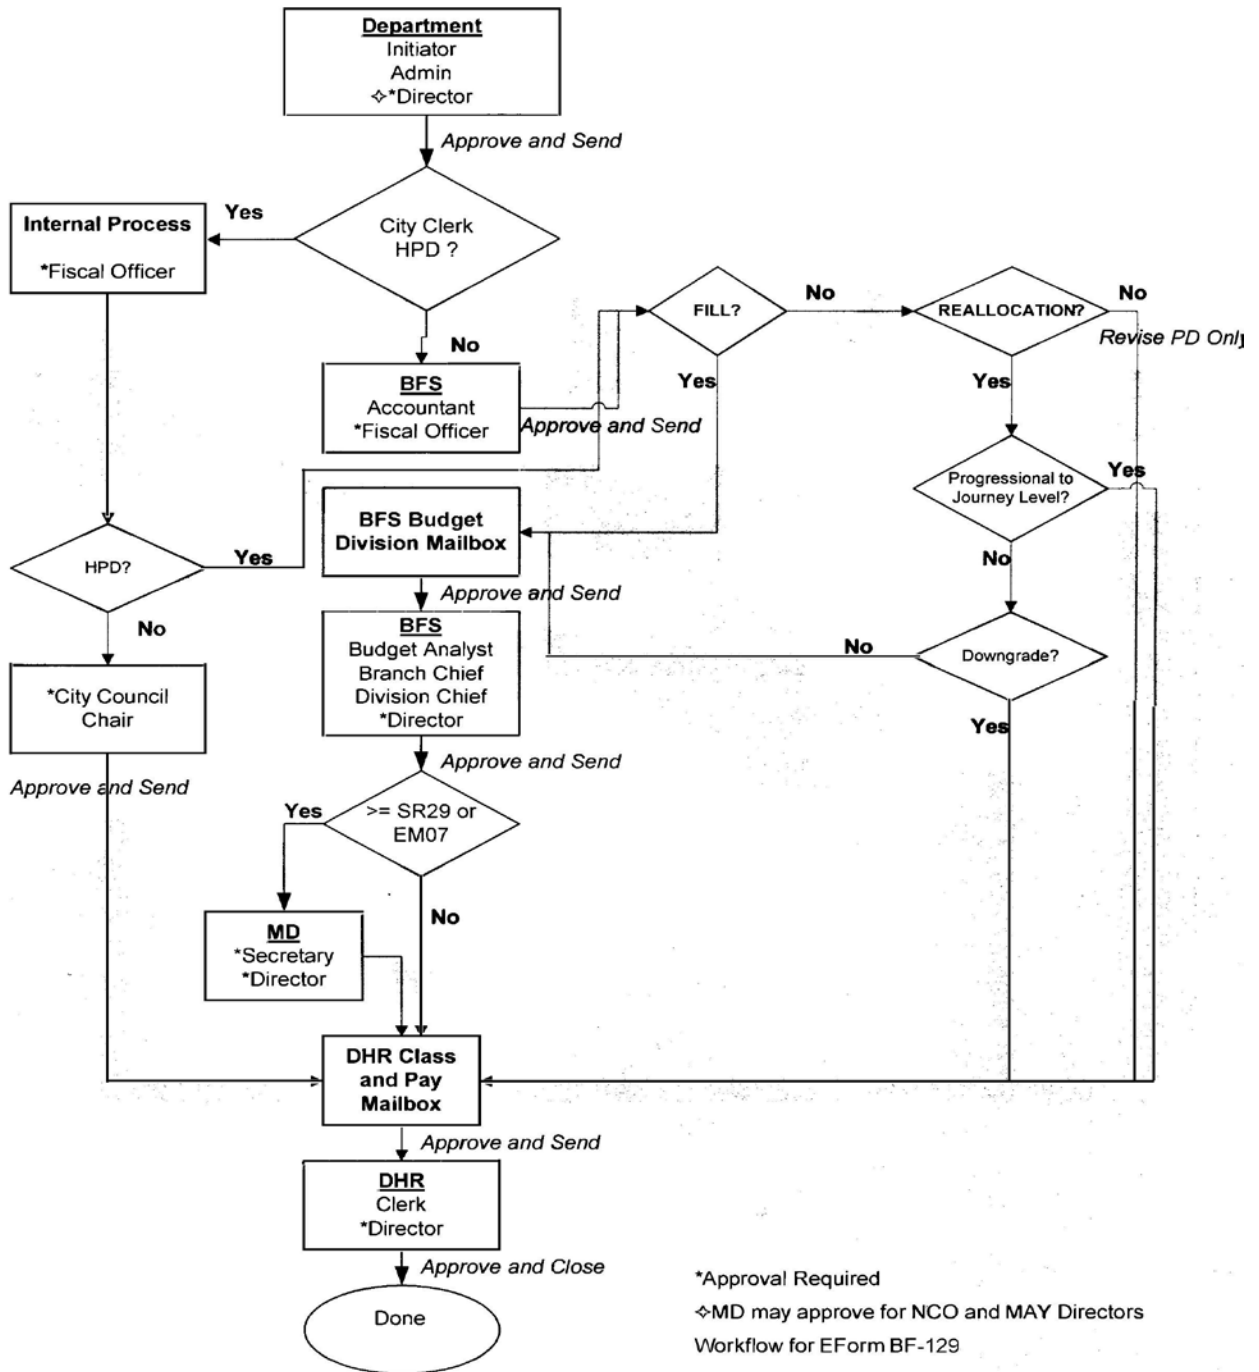 Department
Initiator
Admin
✧*Director
Approve and Send
City Clerk
HPD ?
Yes
Internal Process
*Fiscal Officer
No
BFS
Accountant
*Fiscal Officer
Approve and Send
FILL?
No
REALLOCATION?
No
Revise PD Only
Yes
Yes
Progressional to
Journey Level?
Yes
No
Downgrade?
No
Yes
BFS Budget
Division Mailbox
Approve and Send
HPD?
Yes
No
*City Council
Chair
Approve and Send
BFS
Budget Analyst
Branch Chief
Division Chief
*Director
Approve and Send
>= SR29 or
EM07
Yes
No
MD
*Secretary
*Director
DHR Class
and Pay
Mailbox
Approve and Send
DHR
Clerk
*Director
Approve and Close
Done
*Approval Required
✧MD may approve for NCO and MAY Directors
Workflow for EForm BF-129